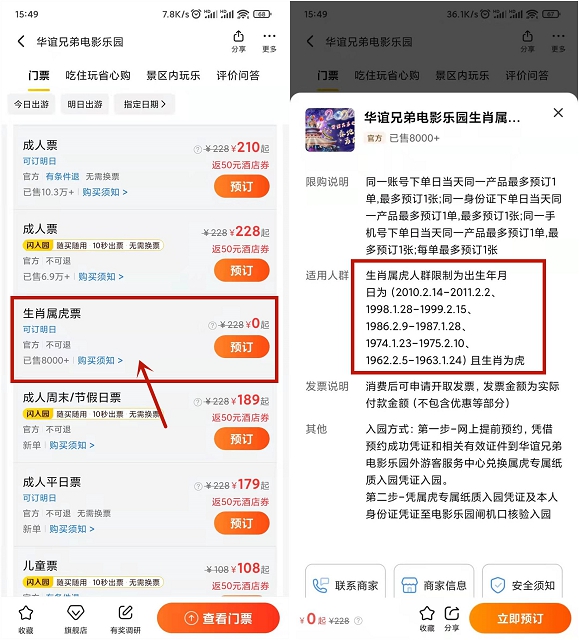 15:49
7.8K/s
68
华谊兄弟电影乐园
分享
更多
门票
吃住玩省心购
景区内玩乐
评价问答
今日出游
明日出游
指定日期>
成人票
¥228 ¥210起
可订明日
返50元酒店券
官方 有条件退 无需换票
已售10.3万+ 购买须知 >
预订
成人票
¥228起
闪人园 随买随用 10秒出票 无需换票
返50元酒店券
官方 不可退
已售6.9万+ 购买须知 >
预订
生肖属虎票
¥228 ¥0起
可订明日
官方 不可退
已售8000+ 购买须知 >
预订
成人周末/节假日票
¥228 ¥189起
闪人园 随买随用 10秒出票 无需换票
返50元酒店券
官方 不可退
新单 购买须知 >
预订
成人平日票
¥228 ¥179起
可订明日
返50元酒店券
官方 不可退 无需换票
新单 购买须知 >
预订
儿童票
¥108 ¥108起
闪人园 随买随用 10秒出票 无需换票
返50元酒店券
收藏
旗舰店
有奖调研
查看门票
15:49
36.1K/s
67
华谊兄弟电影乐园
分享
更多
门票
吃住玩省心购
景区内玩乐
评价问答
华谊兄弟电影乐园生肖属...
官方 已售8000+
限购说明
同一账号下单日当天同一产品最多预订1
单,最多预订1张;同一身份证下单日当天同
一产品最多预订1单,最多预订1张;同一手
机号下单日当天同一产品最多预订1单,最
多预订1张;每单最多预订1张
适用人群
生肖属虎人群限制为出生年月
日为 (2010.2.14-2011.2.2、
1998.1.28-1999.2.15、
1986.2.9-1987.1.28、
1974.1.23-1975.2.10、
1962.2.5-1963.1.24) 且生肖为虎
发票说明
消费后可申请开取发票，发票金额为实际
付款金额（不包含优惠等部分）
其他
入园方式: 第一步-网上提前预约，凭借
预约成功凭证和相关有效证件到华谊兄弟
电影乐园外游客服务中心兑换属虎专属纸
质入园凭证入园。
第二步-凭属虎专属纸质入园凭证及本人
身份证凭证至电影乐园闸机口核验入园
联系商家
商家信息
安全须知
¥0起 ¥228
收藏
分享
立即预订